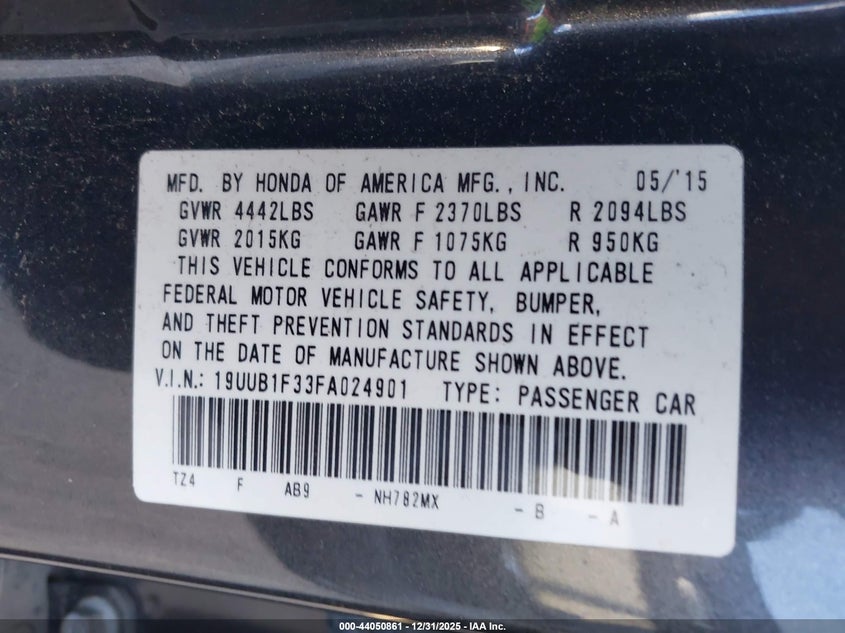 MFD. BY HONDA OF AMERICA MFG., INC. 05/'15
GVWR 4442LBS GAWR F 2370LBS R 2094LBS
GVWR 2015KG GAWR F 1075KG R 950KG
THIS VEHICLE CONFORMS TO ALL APPLICABLE
FEDERAL MOTOR VEHICLE SAFETY, BUMPER,
AND THEFT PREVENTION STANDARDS IN EFFECT
ON THE DATE OF MANUFACTURE SHOWN ABOVE.
V.I.N.: 19UUB1F33FA024901 TYPE: PASSENGER CAR
TZ4 F AB9 - NH782MX - B - A
000-44050861 - 12/31/2025 - IAA Inc.